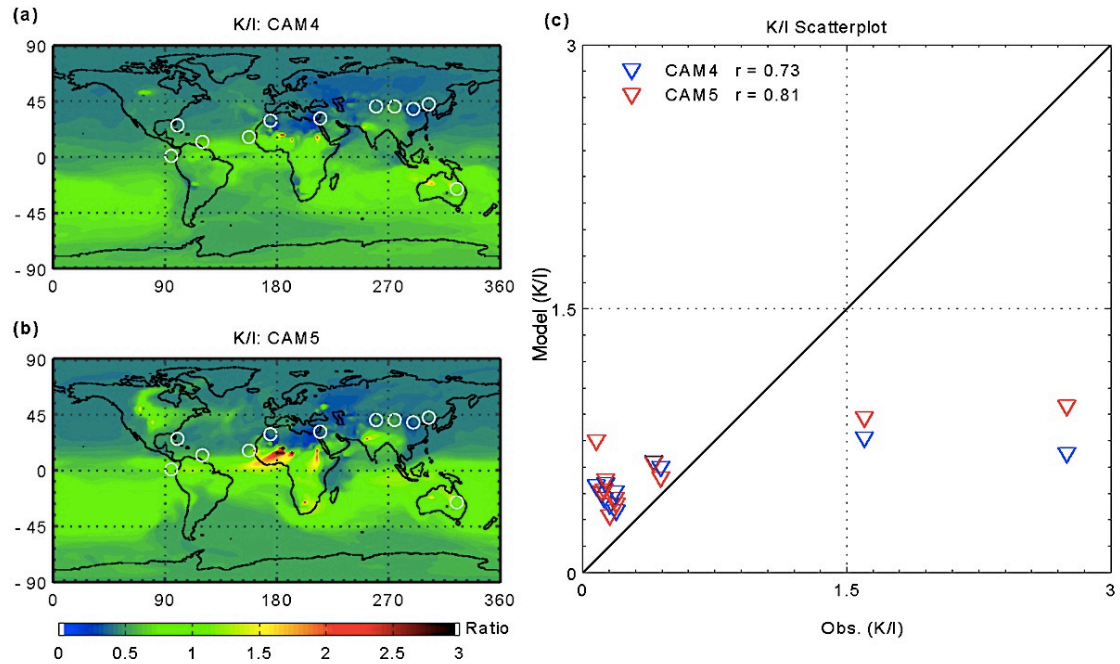 (a)
K/I: CAM4
90
45
0
- 45
- 90
0 90 180 270 360
(b)
K/I: CAM5
90
45
0
- 45
- 90
0 90 180 270 360
0 0.5 1 1.5 2 2.5 3 Ratio
(c)
K/I Scatterplot
3
CAM4 r = 0.73
CAM5 r = 0.81
Model (K/I)
1.5
0
0 1.5 3
Obs. (K/I)